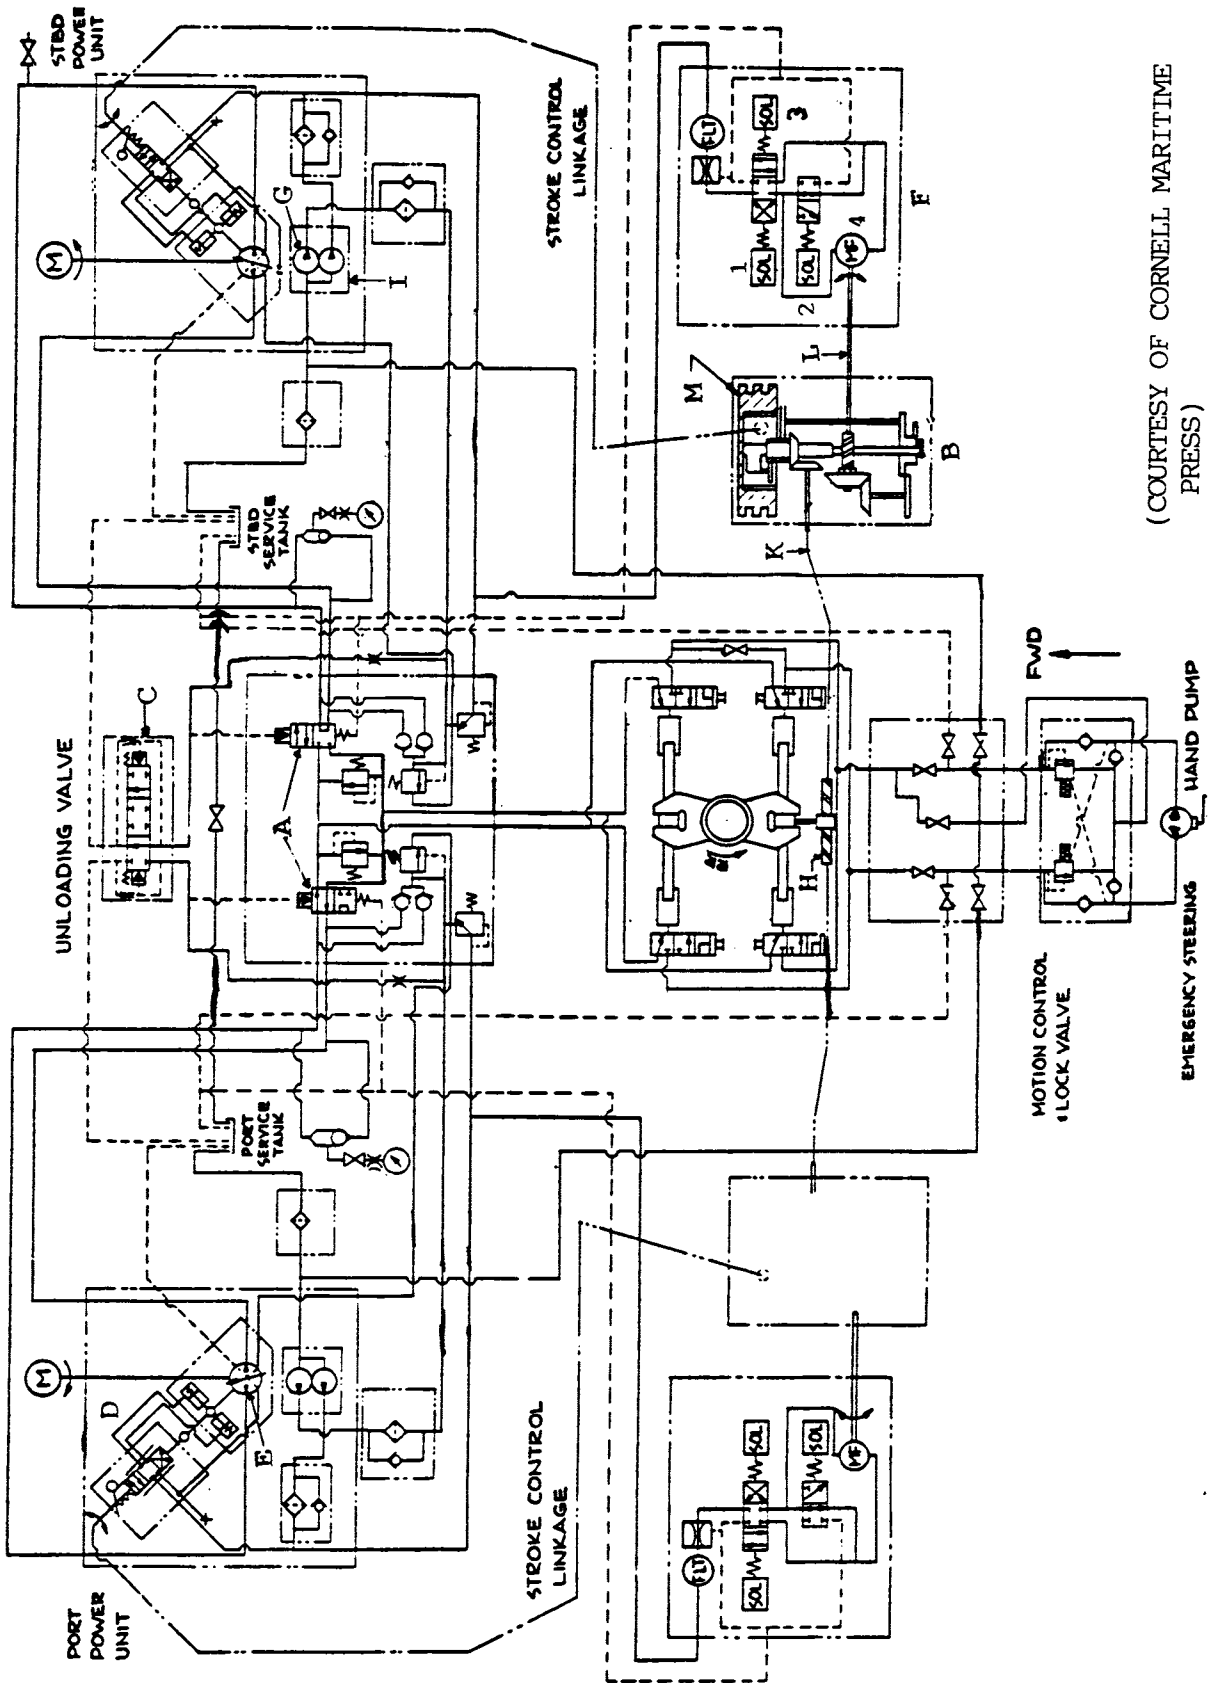 PORT
POWER
UNIT
M
D
E
STROKE CONTROL
LINKAGE
PORT
SERVICE
TANK
UNLOADING VALVE
C
A
STBD
SERVICE
TANK
M
G
I
STBD
POWER
UNIT
STROKE CONTROL
LINKAGE
FLT
SOL
SOL
SOL
MF
H
K
M
L
B
FLT
1
SOL
SOL
3
2
SOL
MF
4
F
MOTION CONTROL
& LOCK VALVE
FWD
EMERGENCY STEERING
HAND PUMP
(COURTESY OF CORNELL MARITIME
PRESS)